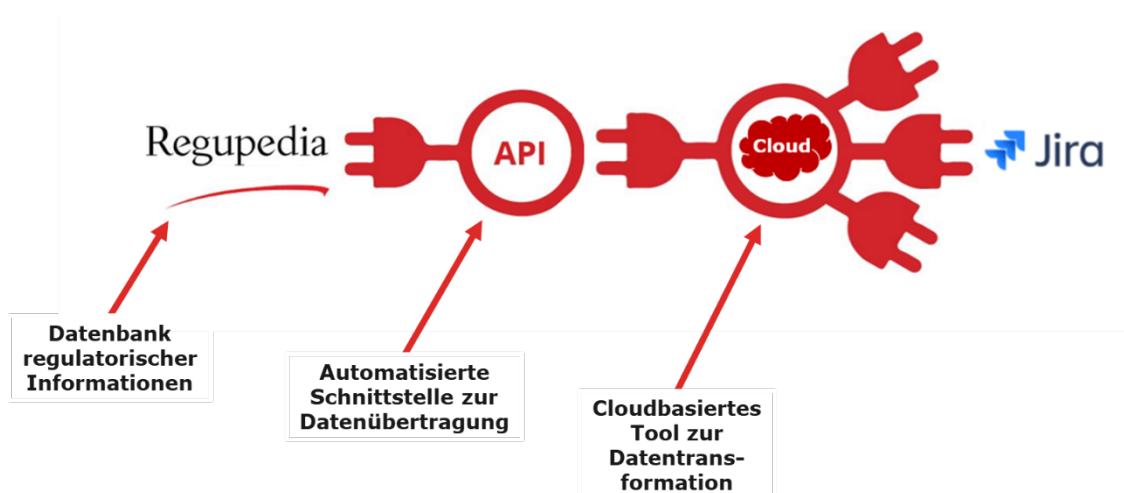 Regupedia
API
Cloud
Jira
Datenbank
regulatorischer
Informationen
Automatisierte
Schnittstelle zur
Datenübertragung
Cloudbasiertes
Tool zur
Datentrans-
formation